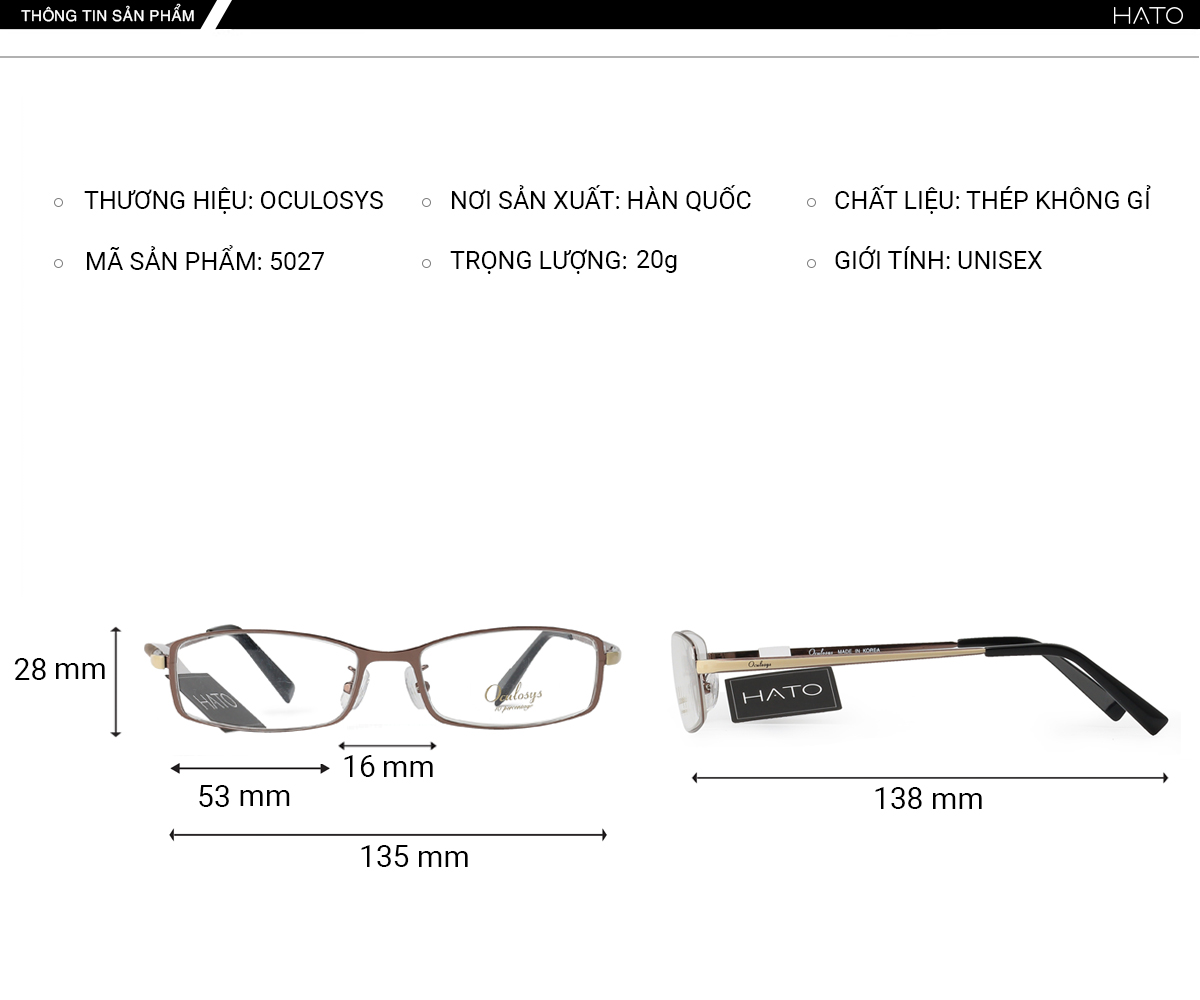 THÔNG TIN SẢN PHẨM
HATO
THƯƠNG HIỆU: OCULOSYS
NƠI SẢN XUẤT: HÀN QUỐC
CHẤT LIỆU: THÉP KHÔNG GỈ
MÃ SẢN PHẨM: 5027
TRỌNG LƯỢNG: 20g
GIỚI TÍNH: UNISEX
28 mm
HATO
Oculosys
Oculosys MADE IN KOREA
Oculosys
HATO
16 mm
53 mm
138 mm
135 mm